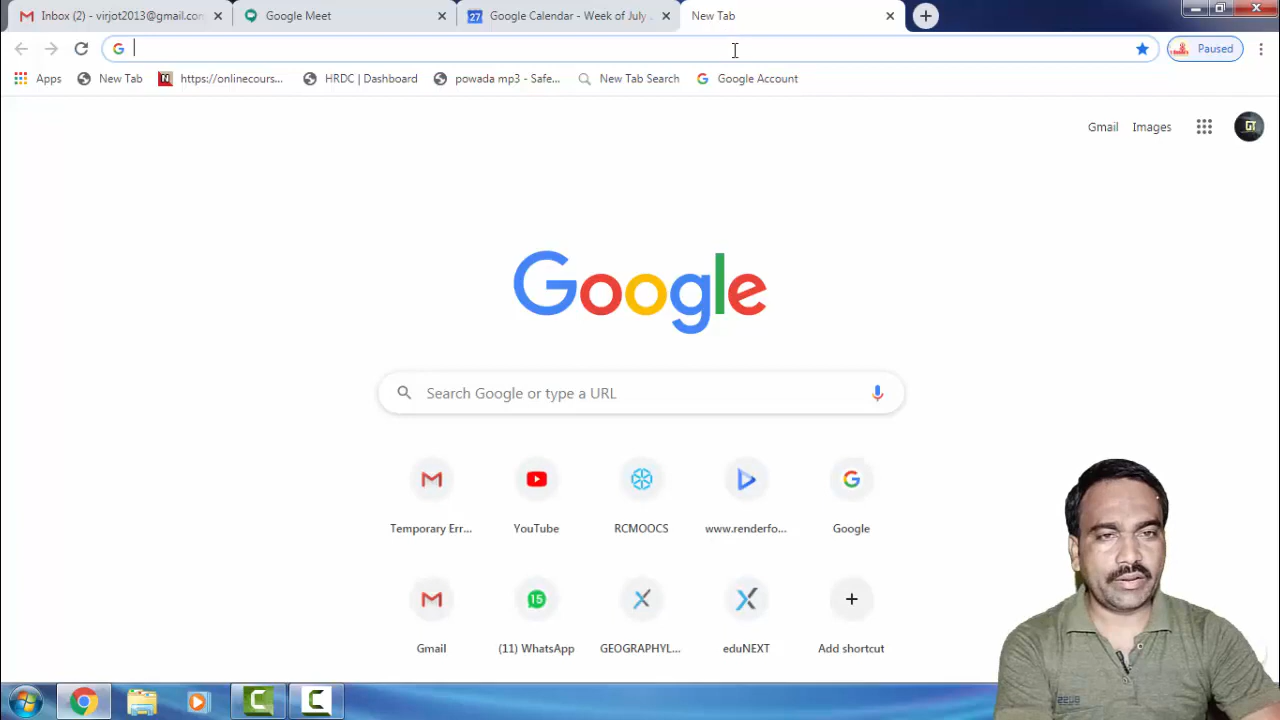 Inbox (2) - virjot2013@gmail.con
Google Meet
Google Calendar - Week of July
New Tab
Paused
Apps
New Tab
https://onlinecours...
HRDC | Dashboard
powada mp3 - Safe...
New Tab Search
Google Account
Gmail
Images
GT
Google
Search Google or type a URL
Temporary Err...
YouTube
RCMOOCS
www.renderfo...
Google
15
Gmail
(11) WhatsApp
GEOGRAPHYL...
eduNEXT
Add shortcut